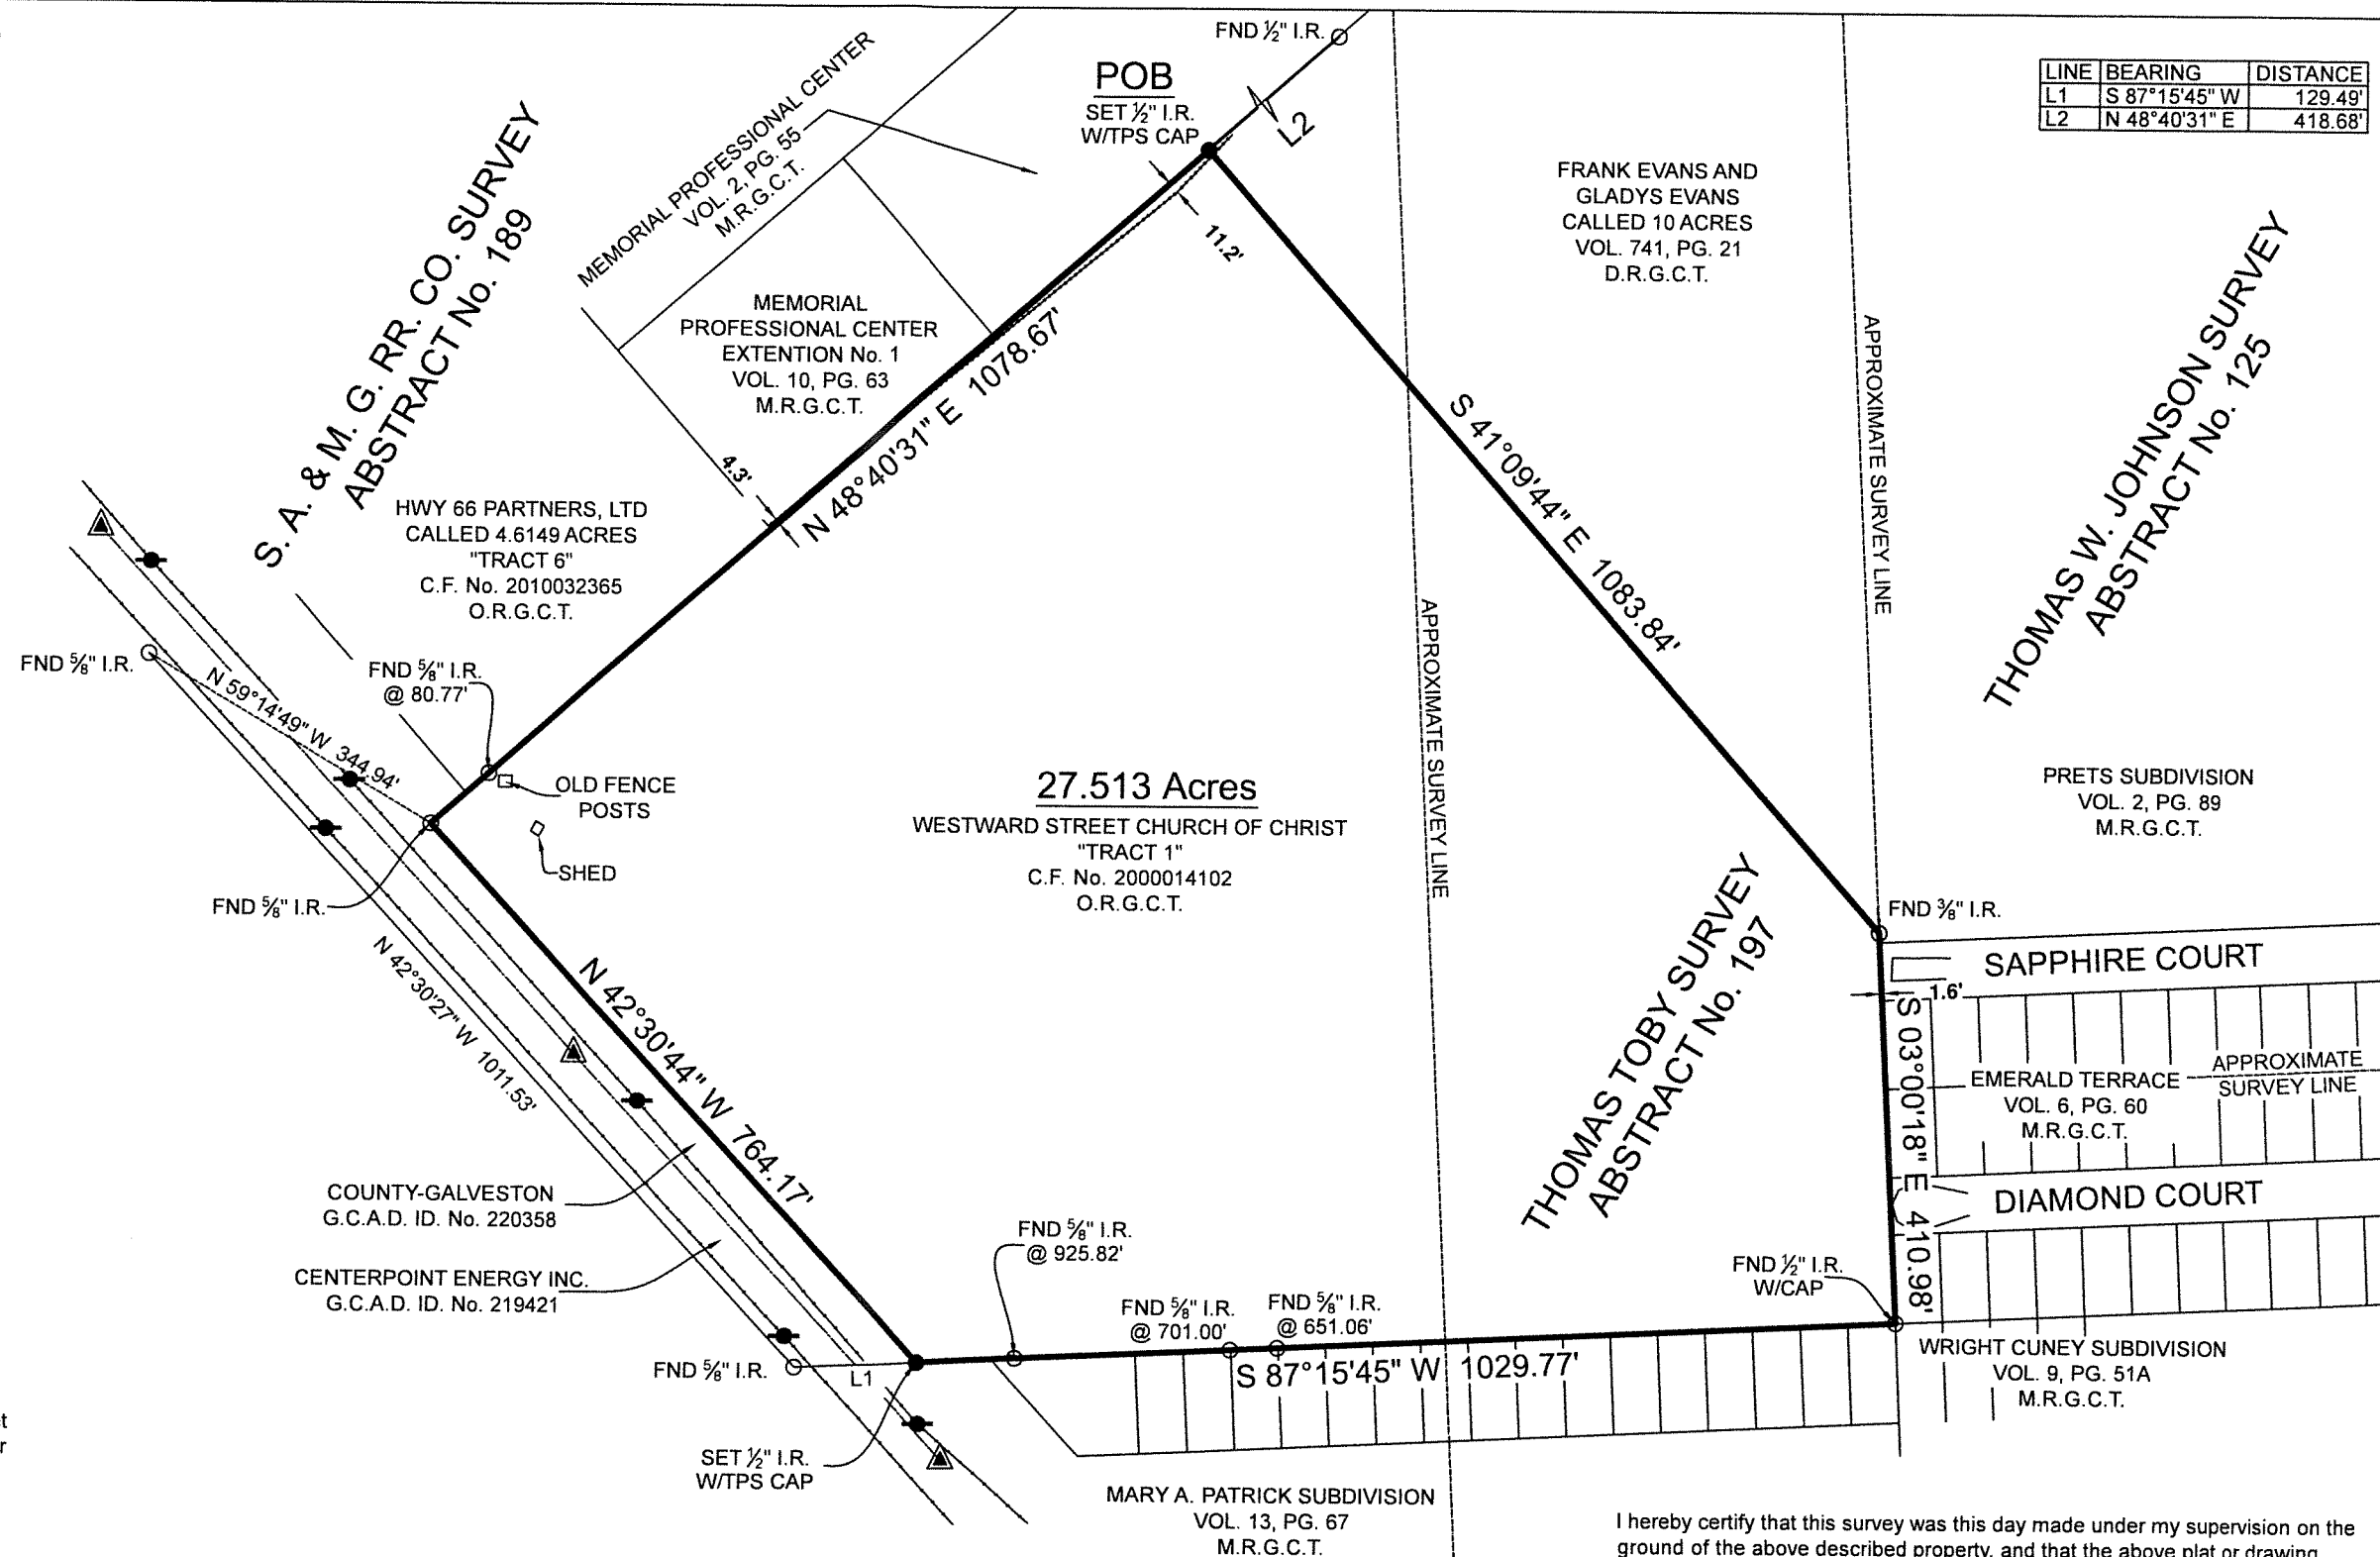 FND ½" I.R.
POB
SET ½" I.R.
W/TPS CAP
L2
LINE BEARING DISTANCE
L1 S 87°15'45" W 129.49'
L2 N 48°40'31" E 418.68'
MEMORIAL PROFESSIONAL CENTER
VOL. 2, PG. 55
M.R.G.C.T.
S. A. & M. G. RR. CO. SURVEY
ABSTRACT No. 189
11.2'
FRANK EVANS AND
GLADYS EVANS
CALLED 10 ACRES
VOL. 741, PG. 21
D.R.G.C.T.
MEMORIAL
PROFESSIONAL CENTER
EXTENTION No. 1
VOL. 10, PG. 63
M.R.G.C.T.
4.3'
N 48°40'31" E 1078.67'
S 41°09'44" E 1083.84'
APPROXIMATE SURVEY LINE
APPROXIMATE SURVEY LINE
THOMAS W. JOHNSON SURVEY
ABSTRACT No. 125
HWY 66 PARTNERS, LTD
CALLED 4.6149 ACRES
"TRACT 6"
C.F. No. 2010032365
O.R.G.C.T.
FND ⅝" I.R.
N 59°14'49" W 344.94'
FND ⅝" I.R.
@ 80.77'
OLD FENCE
POSTS
SHED
FND ⅝" I.R.
27.513 Acres
WESTWARD STREET CHURCH OF CHRIST
"TRACT 1"
C.F. No. 2000014102
O.R.G.C.T.
PRETS SUBDIVISION
VOL. 2, PG. 89
M.R.G.C.T.
FND ⅜" I.R.
SAPPHIRE COURT
1.6'
S 03°00'18" E 410.98'
EMERALD TERRACE
VOL. 6, PG. 60
M.R.G.C.T.
APPROXIMATE
SURVEY LINE
DIAMOND COURT
THOMAS TOBY SURVEY
ABSTRACT No. 197
N 42°30'27" W 1011.53'
N 42°30'44" W 764.17'
COUNTY-GALVESTON
G.C.A.D. ID. No. 220358
CENTERPOINT ENERGY INC.
G.C.A.D. ID. No. 219421
FND ⅝" I.R.
@ 925.82'
FND ⅝" I.R.
@ 701.00'
FND ⅝" I.R.
@ 651.06'
FND ½" I.R.
W/CAP
FND ⅝" I.R.
L1
S 87°15'45" W 1029.77'
WRIGHT CUNEY SUBDIVISION
VOL. 9, PG. 51A
M.R.G.C.T.
SET ½" I.R.
W/TPS CAP
MARY A. PATRICK SUBDIVISION
VOL. 13, PG. 67
M.R.G.C.T.
I hereby certify that this survey was this day made under my supervision on the
ground of the above described property, and that the above plat or drawing